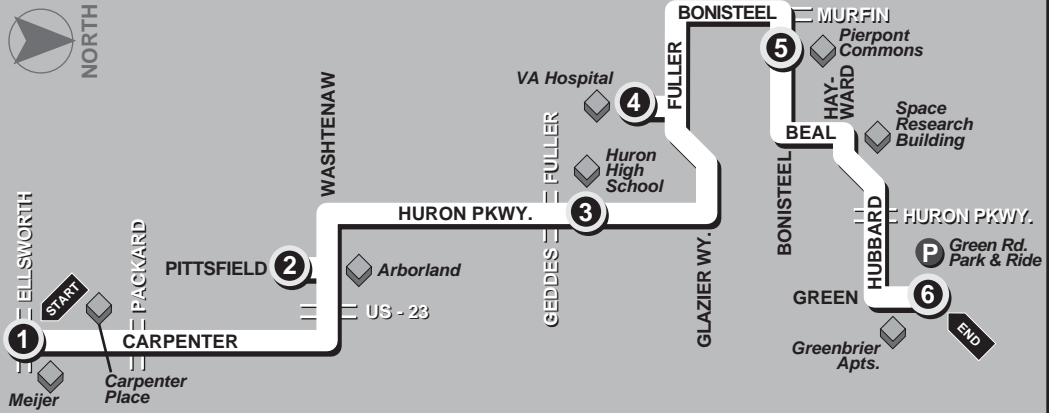 NORTH
BONISTEEL
MURFIN
5
Pierpont
Commons
WASHTENAW
VA Hospital
4
FULLER
HAY-
WARD
Space
Research
Building
BEAL
FULLER
Huron
High
School
ELLSWORTH
HURON PKWY.
3
BONISTEEL
HURON PKWY.
PACKARD
PITTSFIELD
2
Arborland
GEDDES
GLAZIER WY.
HUBBARD
P
Green Rd.
Park & Ride
START
US - 23
GREEN
6
1
CARPENTER
END
Greenbrier
Apts.
Meijer
Carpenter
Place